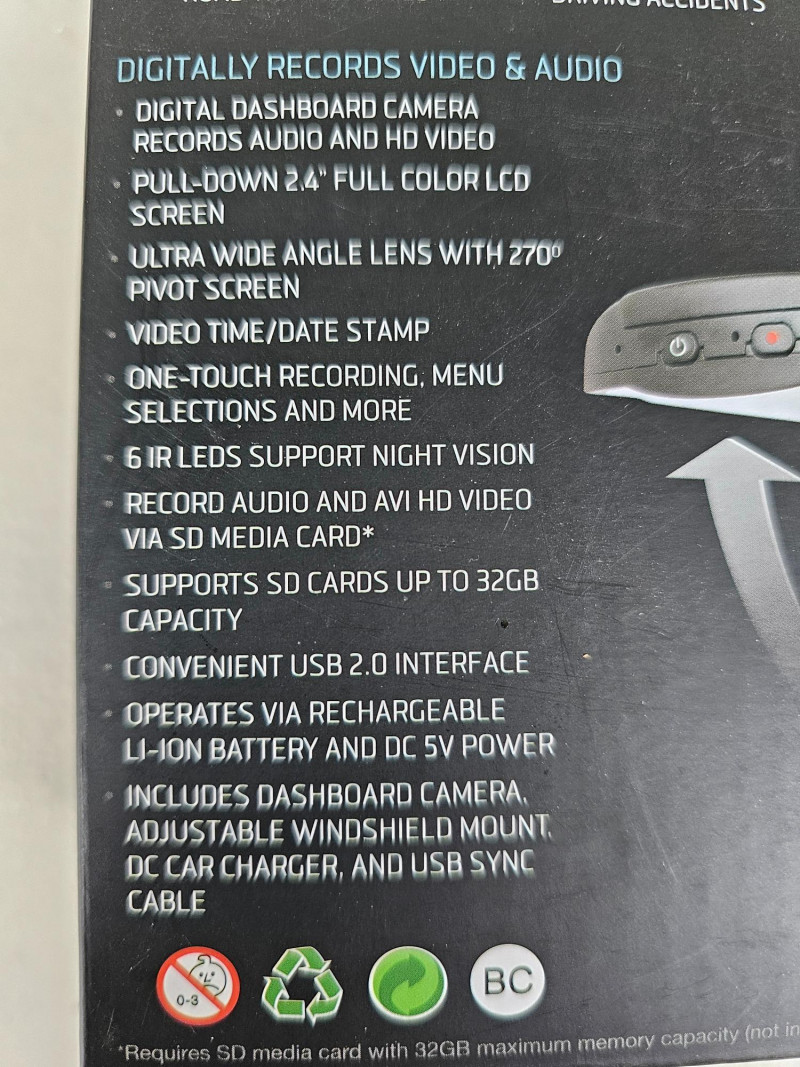 DRIVING ACCIDENTS
DIGITALLY RECORDS VIDEO & AUDIO
• DIGITAL DASHBOARD CAMERA
RECORDS AUDIO AND HD VIDEO
• PULL-DOWN 2.4" FULL COLOR LCD
SCREEN
• ULTRA WIDE ANGLE LENS WITH 270º
PIVOT SCREEN
• VIDEO TIME/DATE STAMP
• ONE-TOUCH RECORDING, MENU
SELECTIONS AND MORE
• 6 IR LEDS SUPPORT NIGHT VISION
• RECORD AUDIO AND AVI HD VIDEO
VIA SD MEDIA CARD*
• SUPPORTS SD CARDS UP TO 32GB
CAPACITY
• CONVENIENT USB 2.0 INTERFACE
• OPERATES VIA RECHARGEABLE
LI-ION BATTERY AND DC 5V POWER
• INCLUDES DASHBOARD CAMERA,
ADJUSTABLE WINDSHIELD MOUNT,
DC CAR CHARGER, AND USB SYNC
CABLE
0-3
BC
*Requires SD media card with 32GB maximum memory capacity (not in